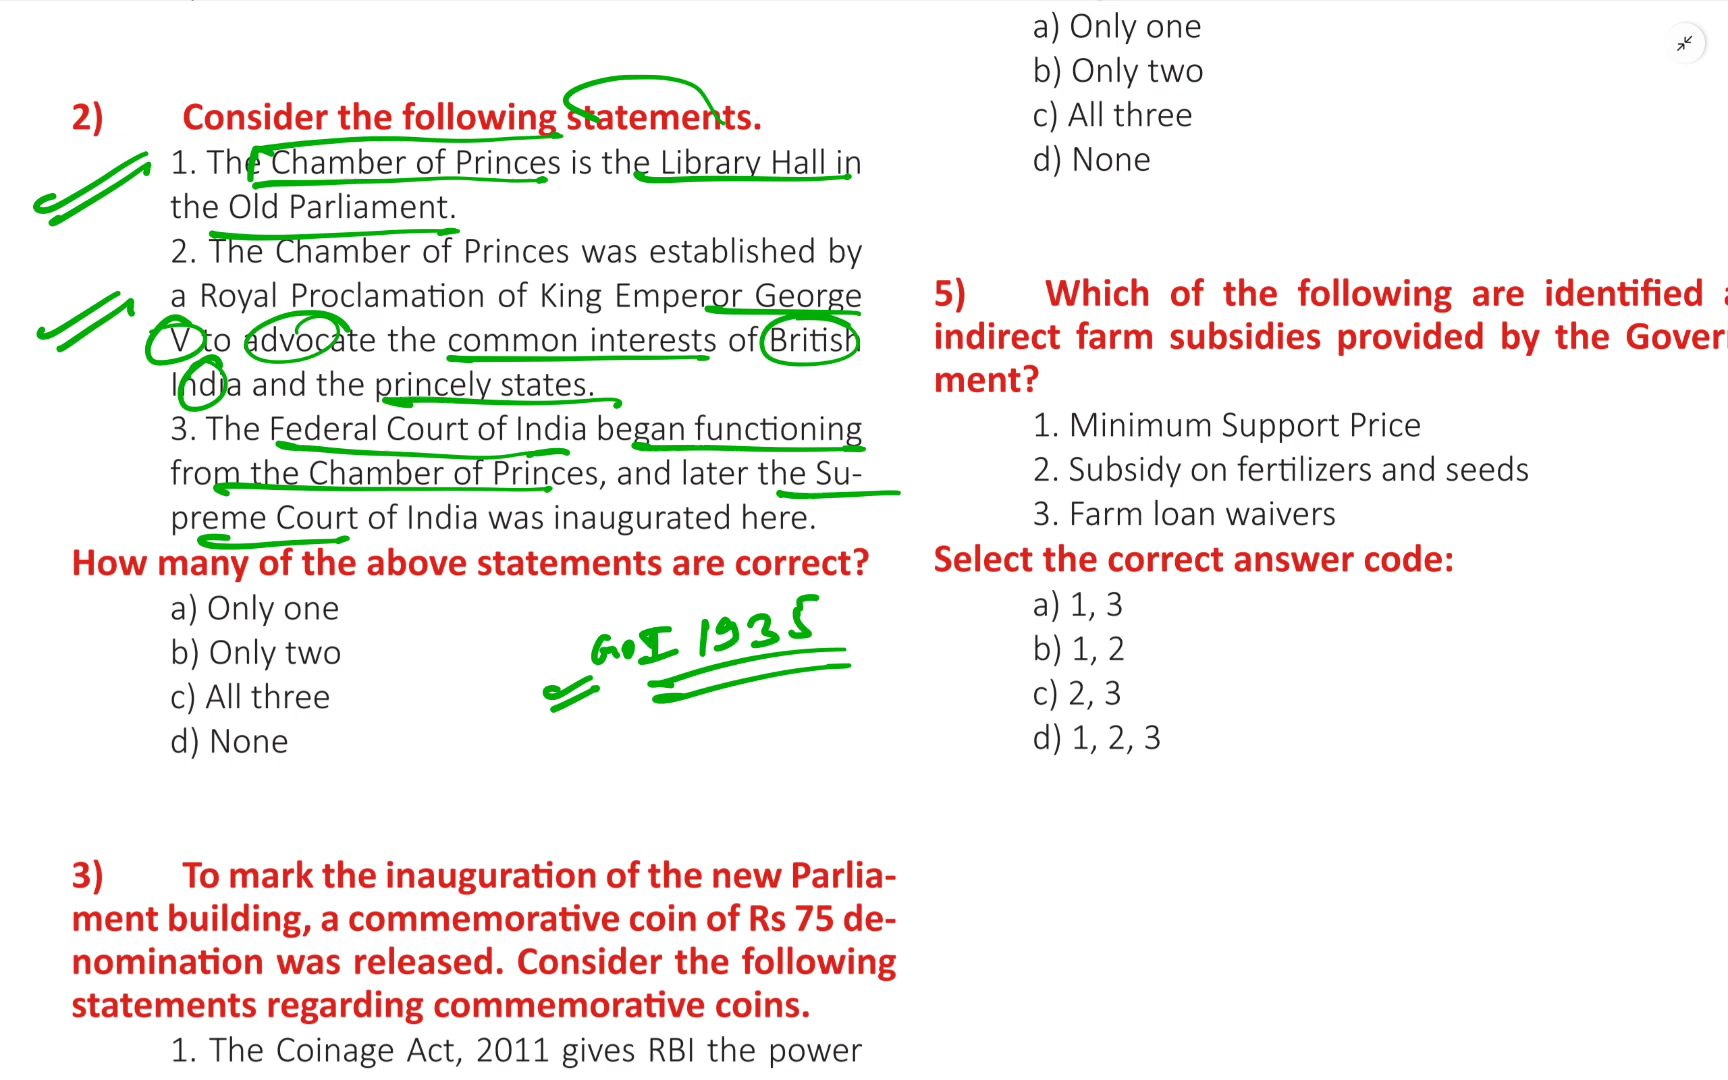 2) Consider the following statements.
1. The Chamber of Princes is the Library Hall in
the Old Parliament.
2. The Chamber of Princes was established by
a Royal Proclamation of King Emperor George
V to advocate the common interests of British
India and the princely states.
3. The Federal Court of India began functioning
from the Chamber of Princes, and later the Su-
preme Court of India was inaugurated here.
How many of the above statements are correct?
a) Only one
b) Only two
c) All three
d) None
GoI 1935
3) To mark the inauguration of the new Parlia-
ment building, a commemorative coin of Rs 75 de-
nomination was released. Consider the following
statements regarding commemorative coins.
1. The Coinage Act, 2011 gives RBI the power
a) Only one
b) Only two
c) All three
d) None
5) Which of the following are identified a
indirect farm subsidies provided by the Gover
ment?
1. Minimum Support Price
2. Subsidy on fertilizers and seeds
3. Farm loan waivers
Select the correct answer code:
a) 1, 3
b) 1, 2
c) 2, 3
d) 1, 2, 3